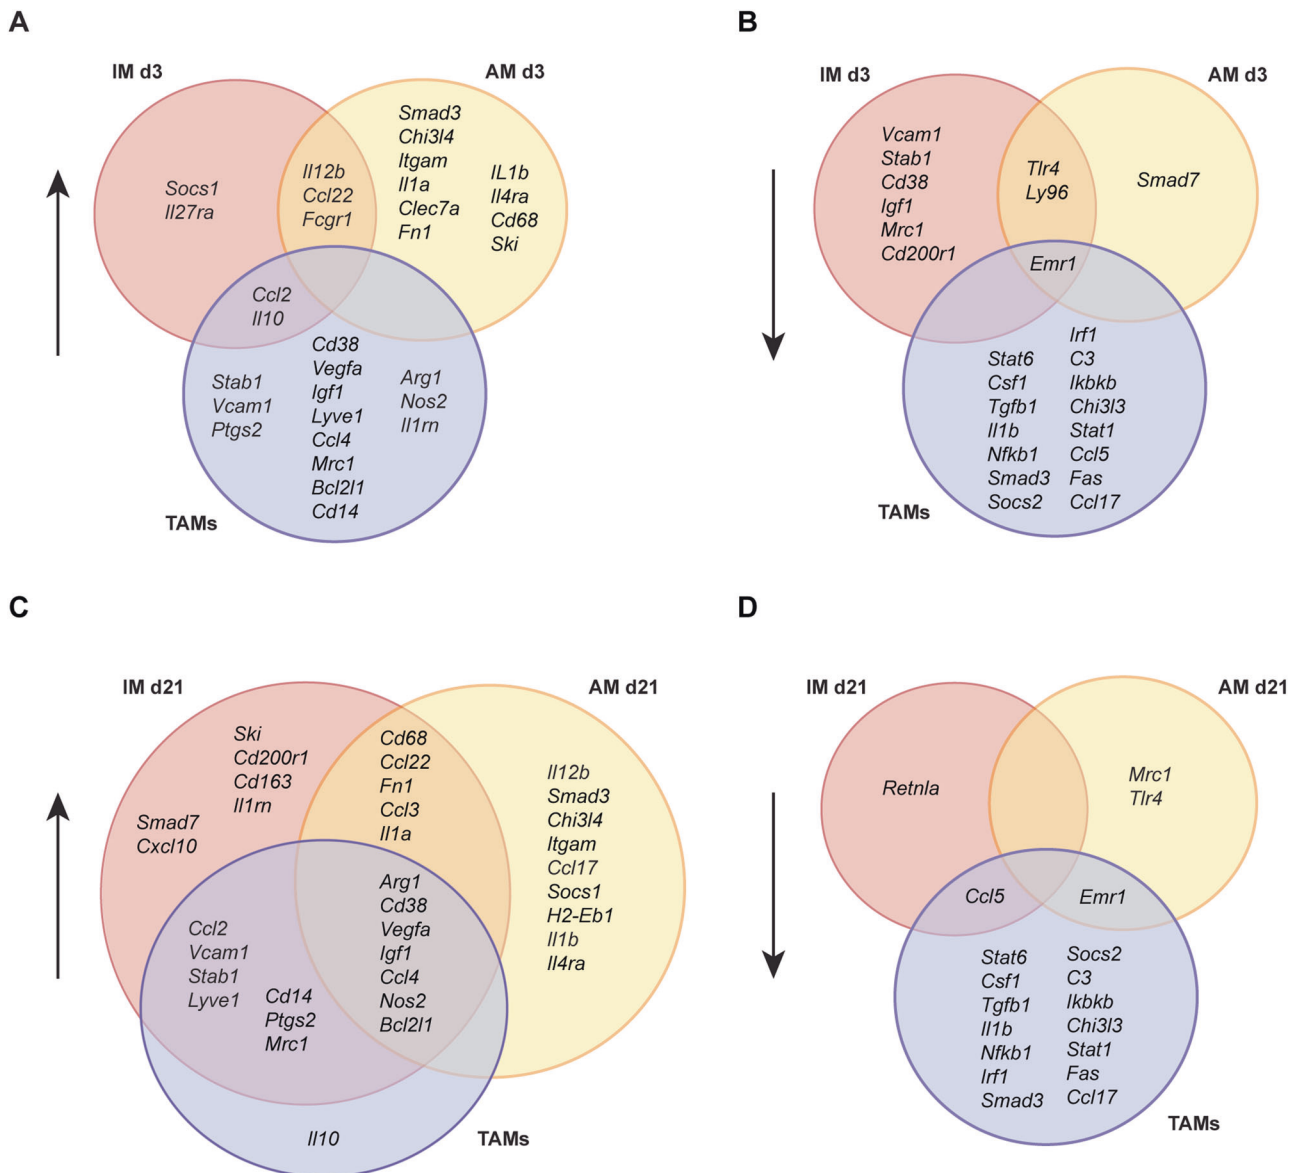 A
IM d3
AM d3
Socs1
Il27ra
Il12b
Ccl22
Fcgr1
Smad3
Chi3l4
Itgam
Il1a
Clec7a
Fn1
IL1b
Il4ra
Cd68
Ski
Ccl2
Il10
Stab1
Vcam1
Ptgs2
Cd38
Vegfa
Igf1
Lyve1
Ccl4
Mrc1
Bcl2l1
Cd14
Arg1
Nos2
Il1rn
TAMs
B
IM d3
AM d3
Vcam1
Stab1
Cd38
Igf1
Mrc1
Cd200r1
Tlr4
Ly96
Smad7
Emr1
Stat6
Csf1
Tgfb1
Il1b
Nfkb1
Smad3
Socs2
Irf1
C3
Ikbkb
Chi3l3
Stat1
Ccl5
Fas
Ccl17
TAMs
C
IM d21
AM d21
Ski
Cd200r1
Cd163
Il1rn
Smad7
Cxcl10
Cd68
Ccl22
Fn1
Ccl3
Il1a
Il12b
Smad3
Chi3l4
Itgam
Ccl17
Socs1
H2-Eb1
Il1b
Il4ra
Ccl2
Vcam1
Stab1
Lyve1
Cd14
Ptgs2
Mrc1
Arg1
Cd38
Vegfa
Igf1
Ccl4
Nos2
Bcl2l1
Il10
TAMs
D
IM d21
AM d21
Retnla
Mrc1
Tlr4
Ccl5
Emr1
Stat6
Csf1
Tgfb1
Il1b
Nfkb1
Irf1
Smad3
Socs2
C3
Ikbkb
Chi3l3
Stat1
Fas
Ccl17
TAMs